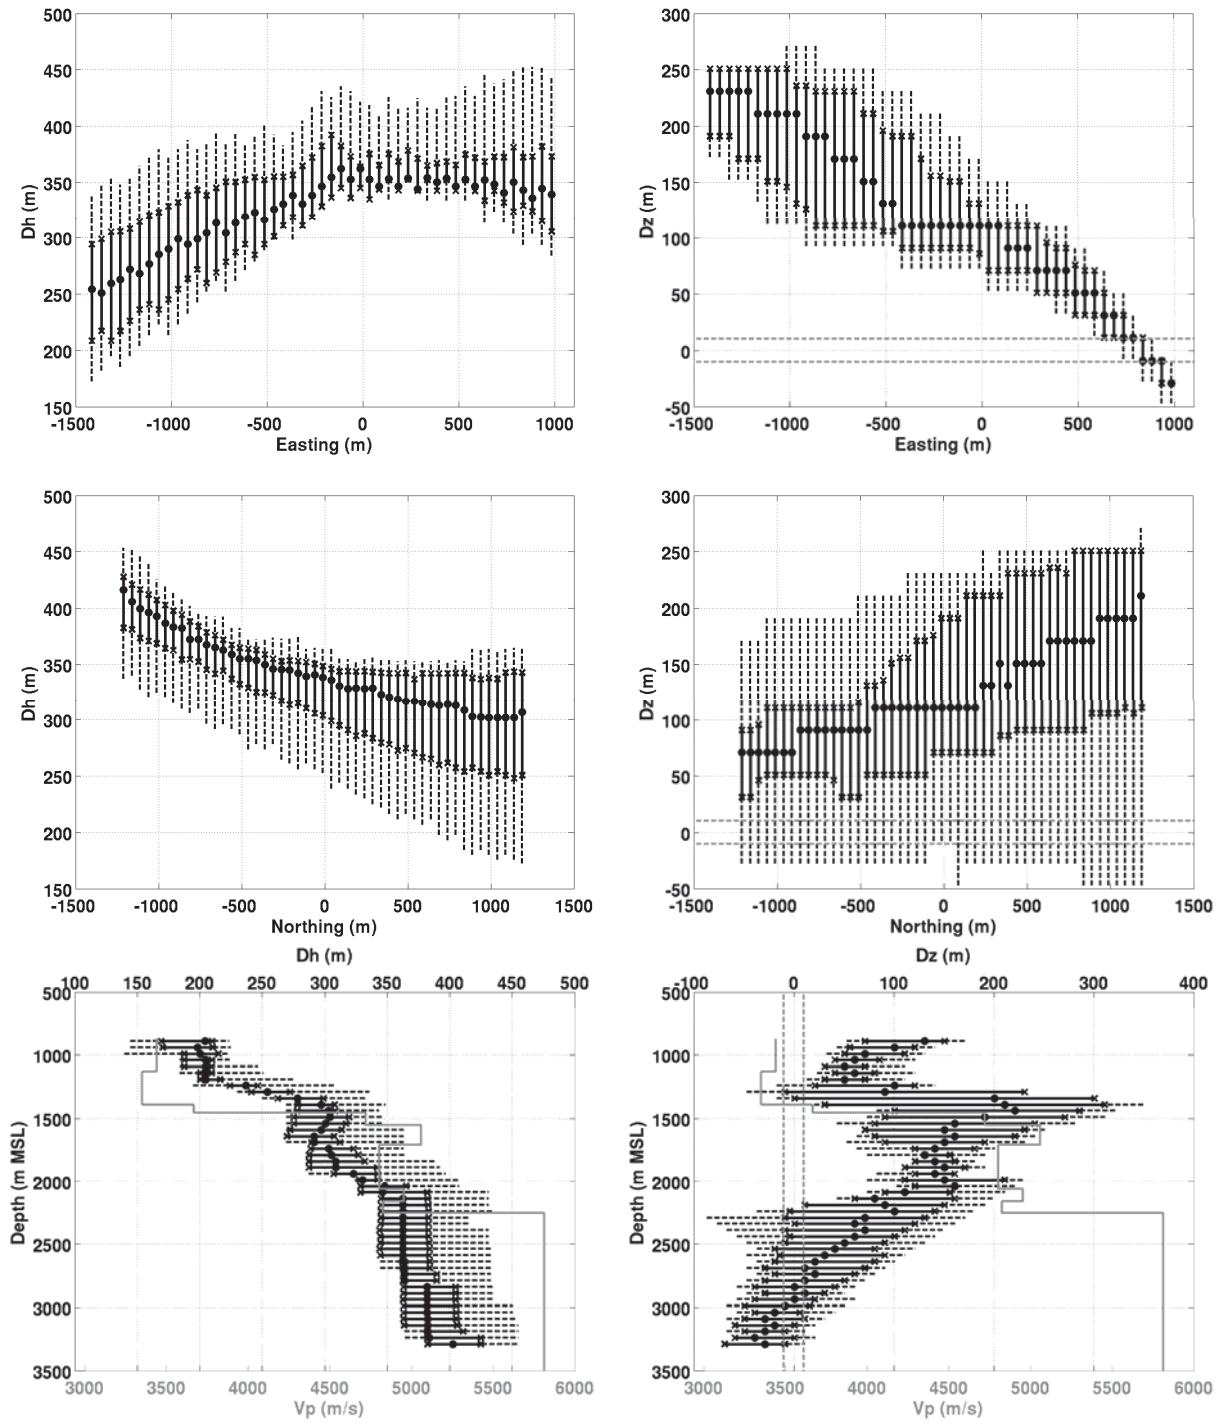 500 450 400 350 300 250 200 150
Dh (m)
-1500 -1000 -500 0 500 1000
Easting (m)
300 250 200 150 100 50 0 -50
Dz (m)
-1500 -1000 -500 0 500 1000
Easting (m)
500 450 400 350 300 250 200 150
Dh (m)
-1500 -1000 -500 0 500 1000 1500
Northing (m)
300 250 200 150 100 50 0 -50
Dz (m)
-1500 -1000 -500 0 500 1000 1500
Northing (m)
Dh (m)
100 150 200 250 300 350 400 450 500
500 1000 1500 2000 2500 3000 3500
Depth (m MSL)
3000 3500 4000 4500 5000 5500 6000
Vp (m/s)
Dz (m)
-100 0 100 200 300 400
500 1000 1500 2000 2500 3000 3500
Depth (m MSL)
3000 3500 4000 4500 5000 5500 6000
Vp (m/s)